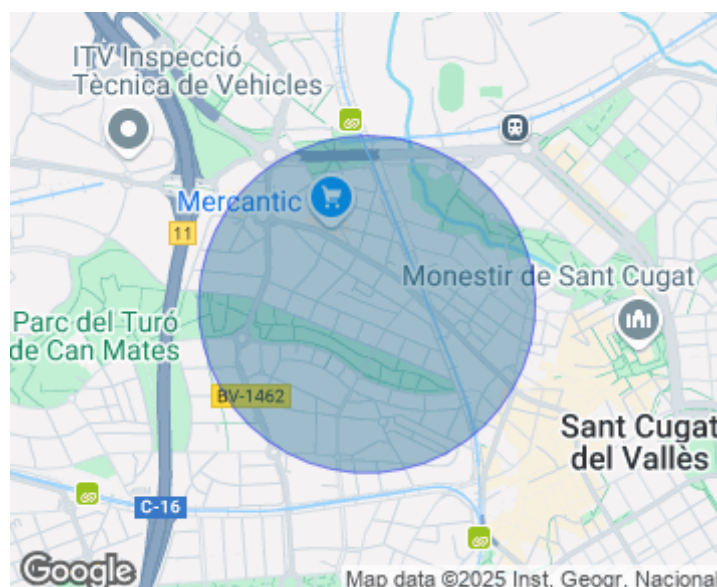 ITV Inspecció
Tècnica de Vehicles
Mercantic
11
Monestir de Sant Cugat
Parc del Turó
de Can Mates
BV-1462
Sant Cugat
del Vallès
C-16
Google
Map data ©2025 Inst. Geogr. Nacional